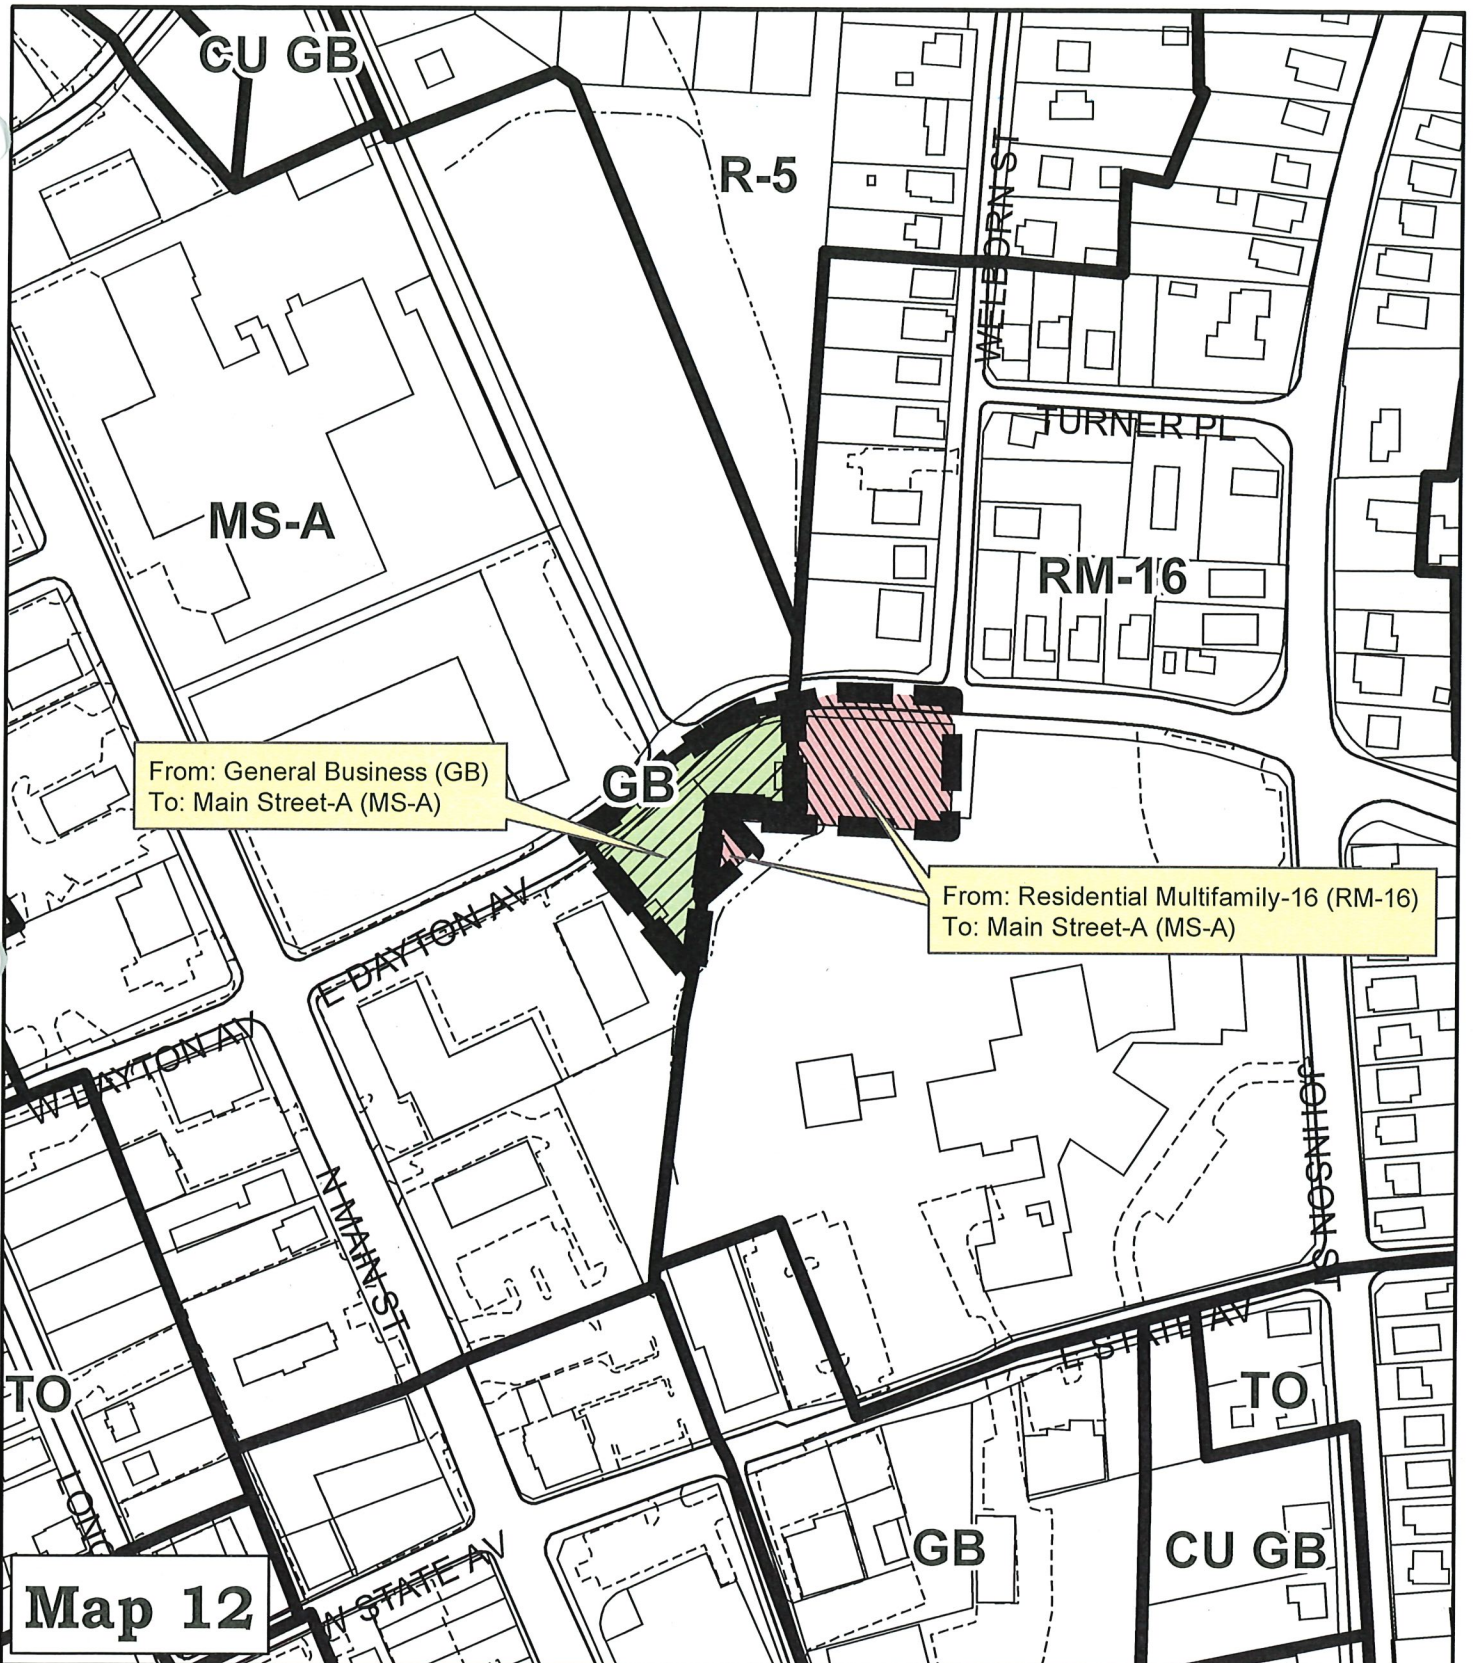 CU GB
R-5
WELBORN ST
TURNER PL
MS-A
RM-16
GB
From: General Business (GB)
To: Main Street-A (MS-A)
From: Residential Multifamily-16 (RM-16)
To: Main Street-A (MS-A)
E DAYTON AV
W DAYTON AV
N MAIN ST
JOHNSON ST
E STATE AV
TO
TO
LONG
GB
CU GB
W STATE AV
Map 12